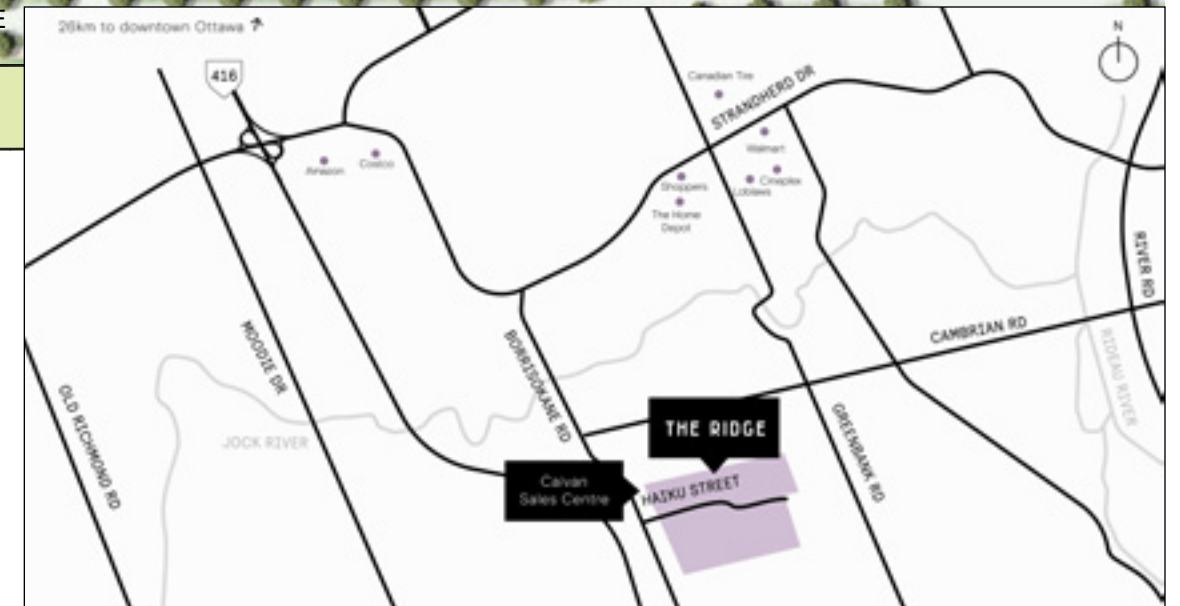 E
26km to downtown Ottawa
N
416
Canadian Tire
STRANDHERD DR
Walmart
Amazon
Costco
Shoppers
Cineplex
Loblaws
The Home
Depot
RIVER RD
MOODIE DR
BORRISOKANE RD
CAMBRIAN RD
RIDEAU RIVER
OLD RICHMOND RD
JOCK RIVER
THE RIDGE
GREENBANK RD
Caivan
Sales Centre
HAIKU STREET